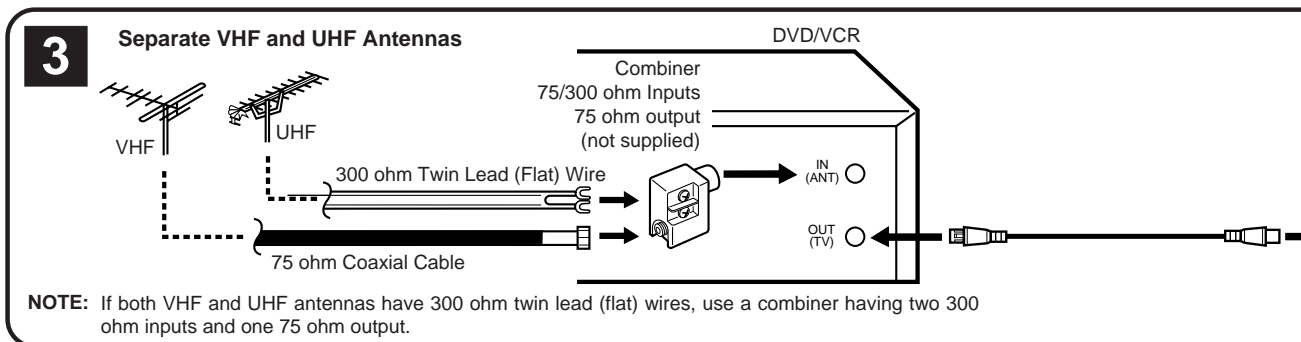 3
Separate VHF and UHF Antennas
DVD/VCR
Combiner
75/300 ohm Inputs
75 ohm output
(not supplied)
VHF
UHF
300 ohm Twin Lead (Flat) Wire
IN
(ANT)
OUT
(TV)
75 ohm Coaxial Cable
NOTE: If both VHF and UHF antennas have 300 ohm twin lead (flat) wires, use a combiner having two 300
ohm inputs and one 75 ohm output.